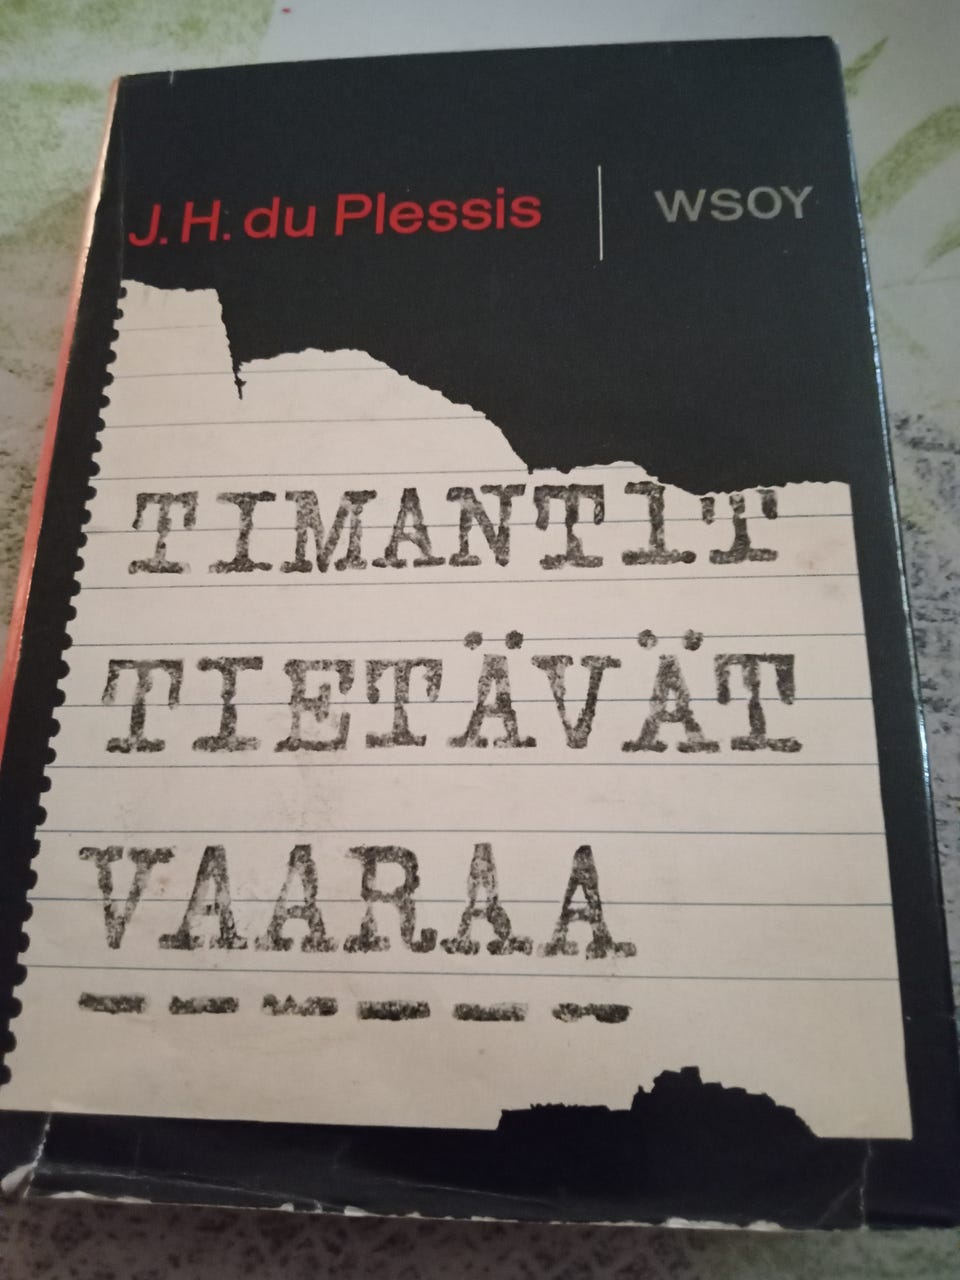 J. H. du Plessis
WSOY
TIMANTIT
TIETÄVÄT
VAARAA